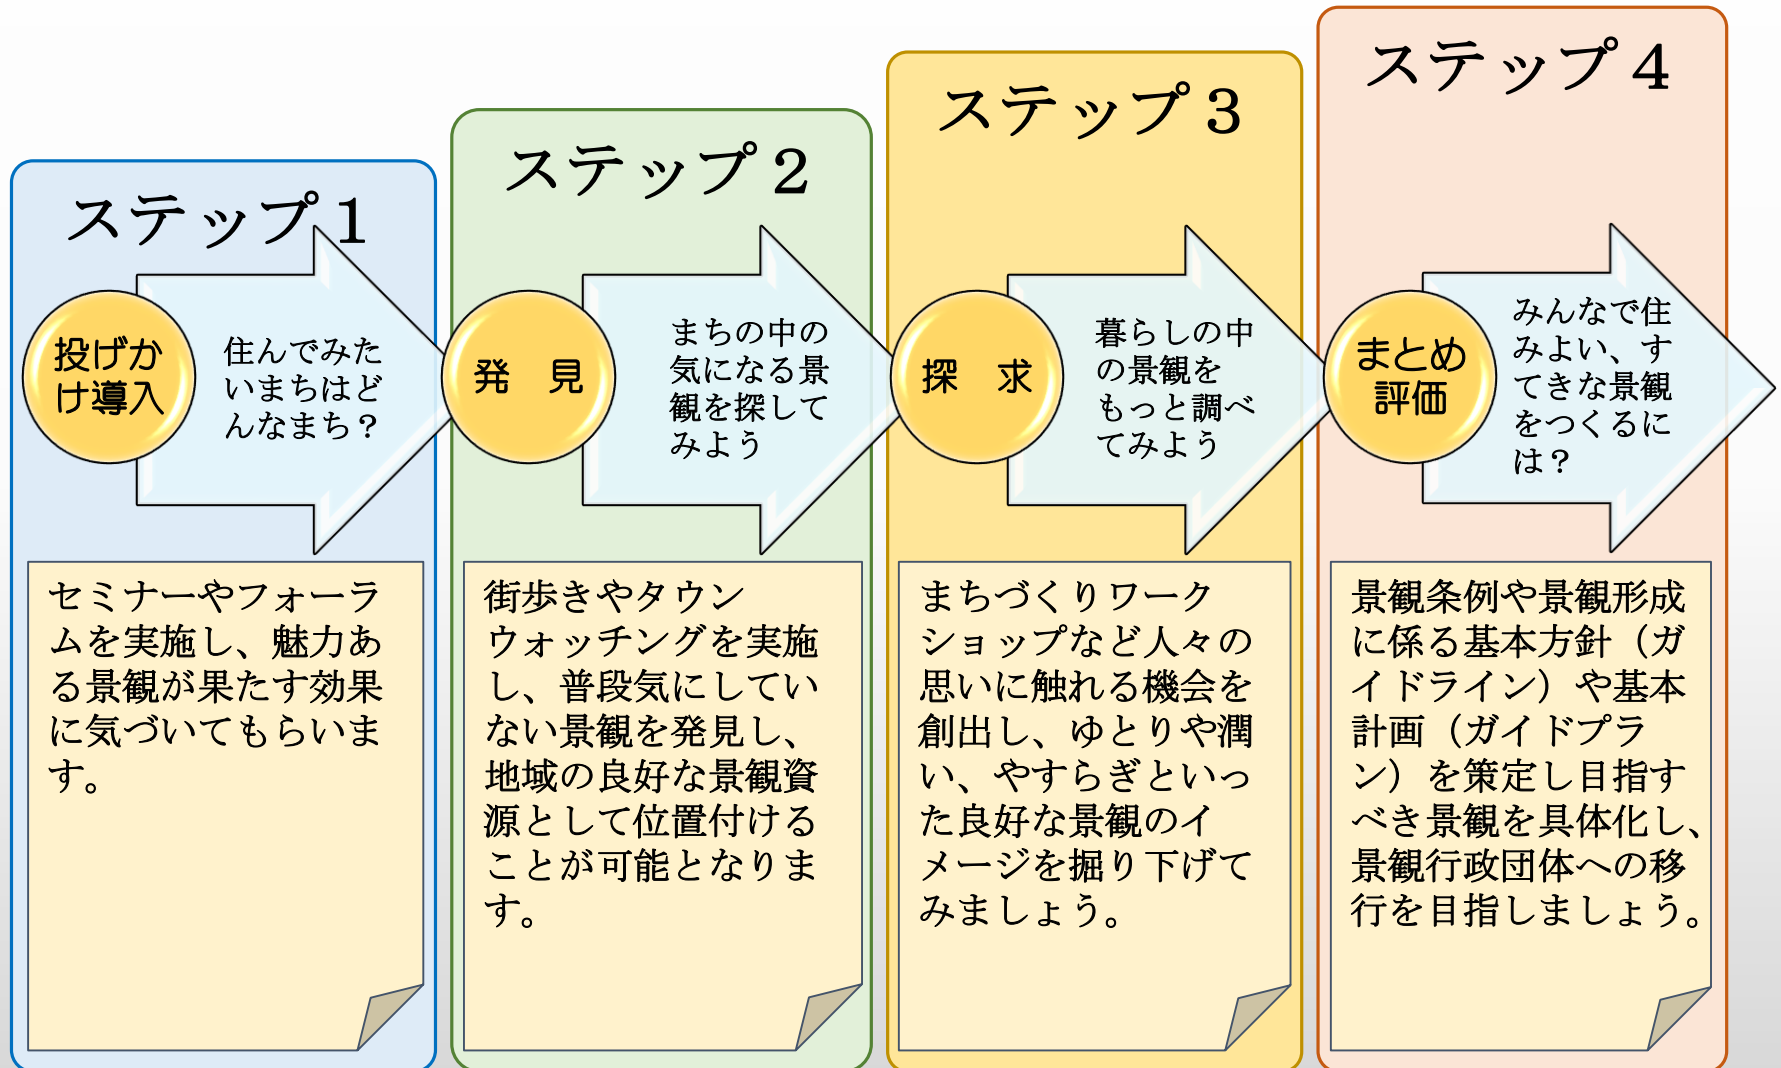 ステップ１
投げか
け導入
住んでみた
いまちはど
んなまち？
セミナーやフォーラ
ムを実施し、魅力あ
る景観が果たす効果
に気づいてもらいま
す。
ステップ２
発　見
まちの中の
気になる景
観を探して
みよう
街歩きやタウン
ウォッチングを実施
し、普段気にしてい
ない景観を発見し、
地域の良好な景観資
源として位置付ける
ことが可能となりま
す。
ステップ３
探　求
暮らしの中
の景観を
もっと調べ
てみよう
まちづくりワーク
ショップなど人々の
思いに触れる機会を
創出し、ゆとりや潤
い、やすらぎといっ
た良好な景観のイ
メージを掘り下げて
みましょう。
ステップ４
まとめ
評価
みんなで住
みよい、す
てきな景観
をつくるに
は？
景観条例や景観形成
に係る基本方針（ガ
イドライン）や基本
計画（ガイドプラ
ン）を策定し目指す
べき景観を具体化し、
景観行政団体への移
行を目指しましょう。